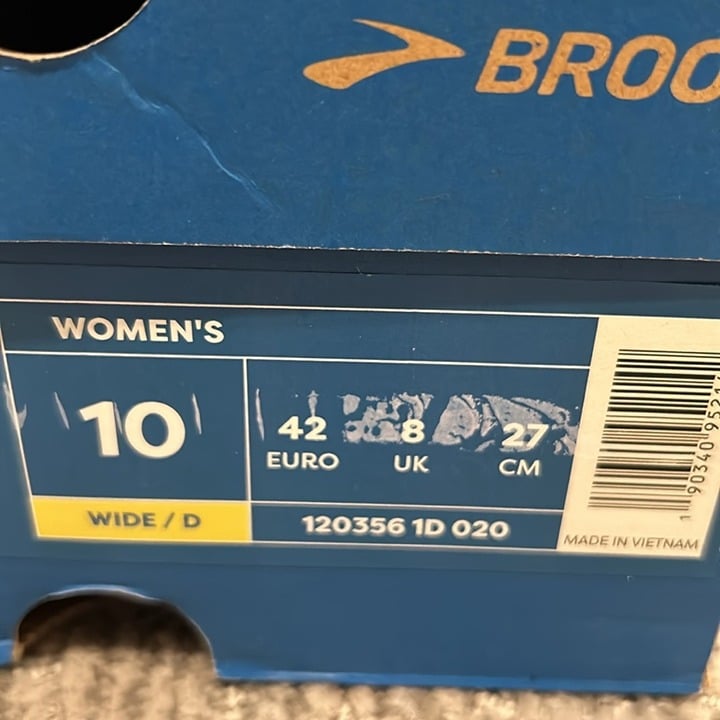 BROO
WOMEN'S
10
42 8 27
EURO UK CM
WIDE / D
120356 1D 020
MADE IN VIETNAM